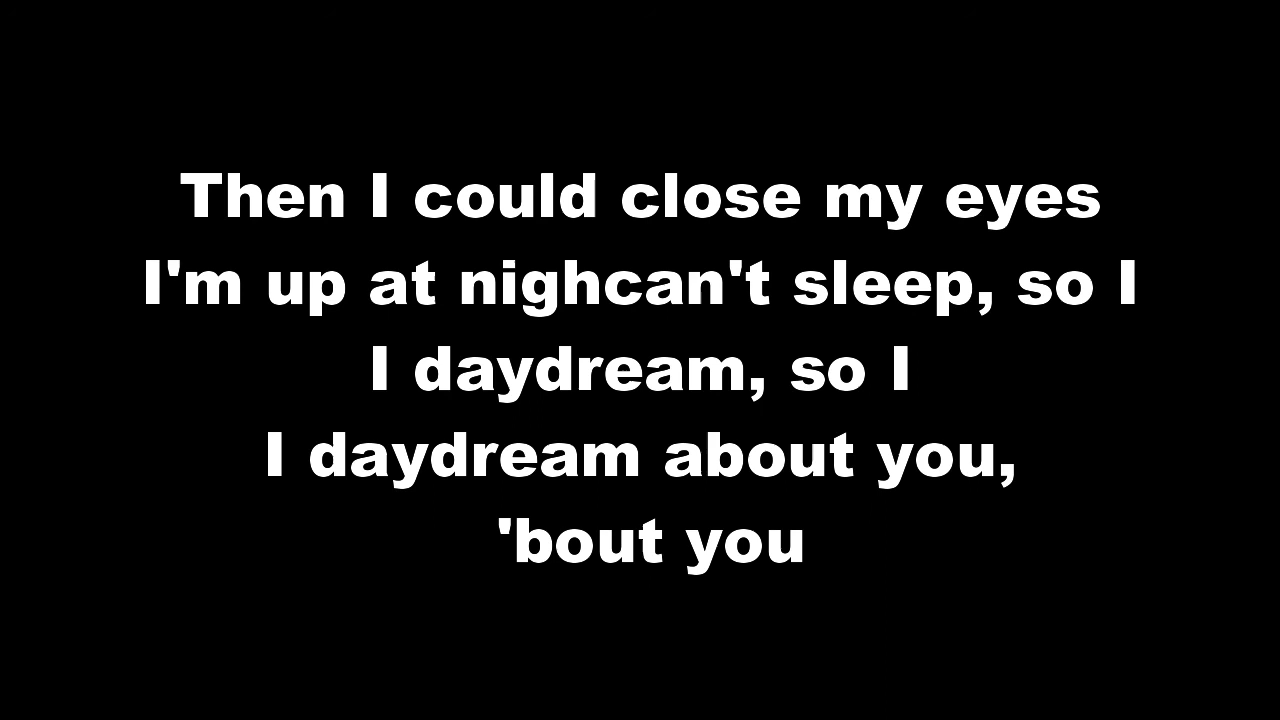 Then I could close my eyes
I'm up at nighcan't sleep, so I
I daydream, so I
I daydream about you,
'bout you